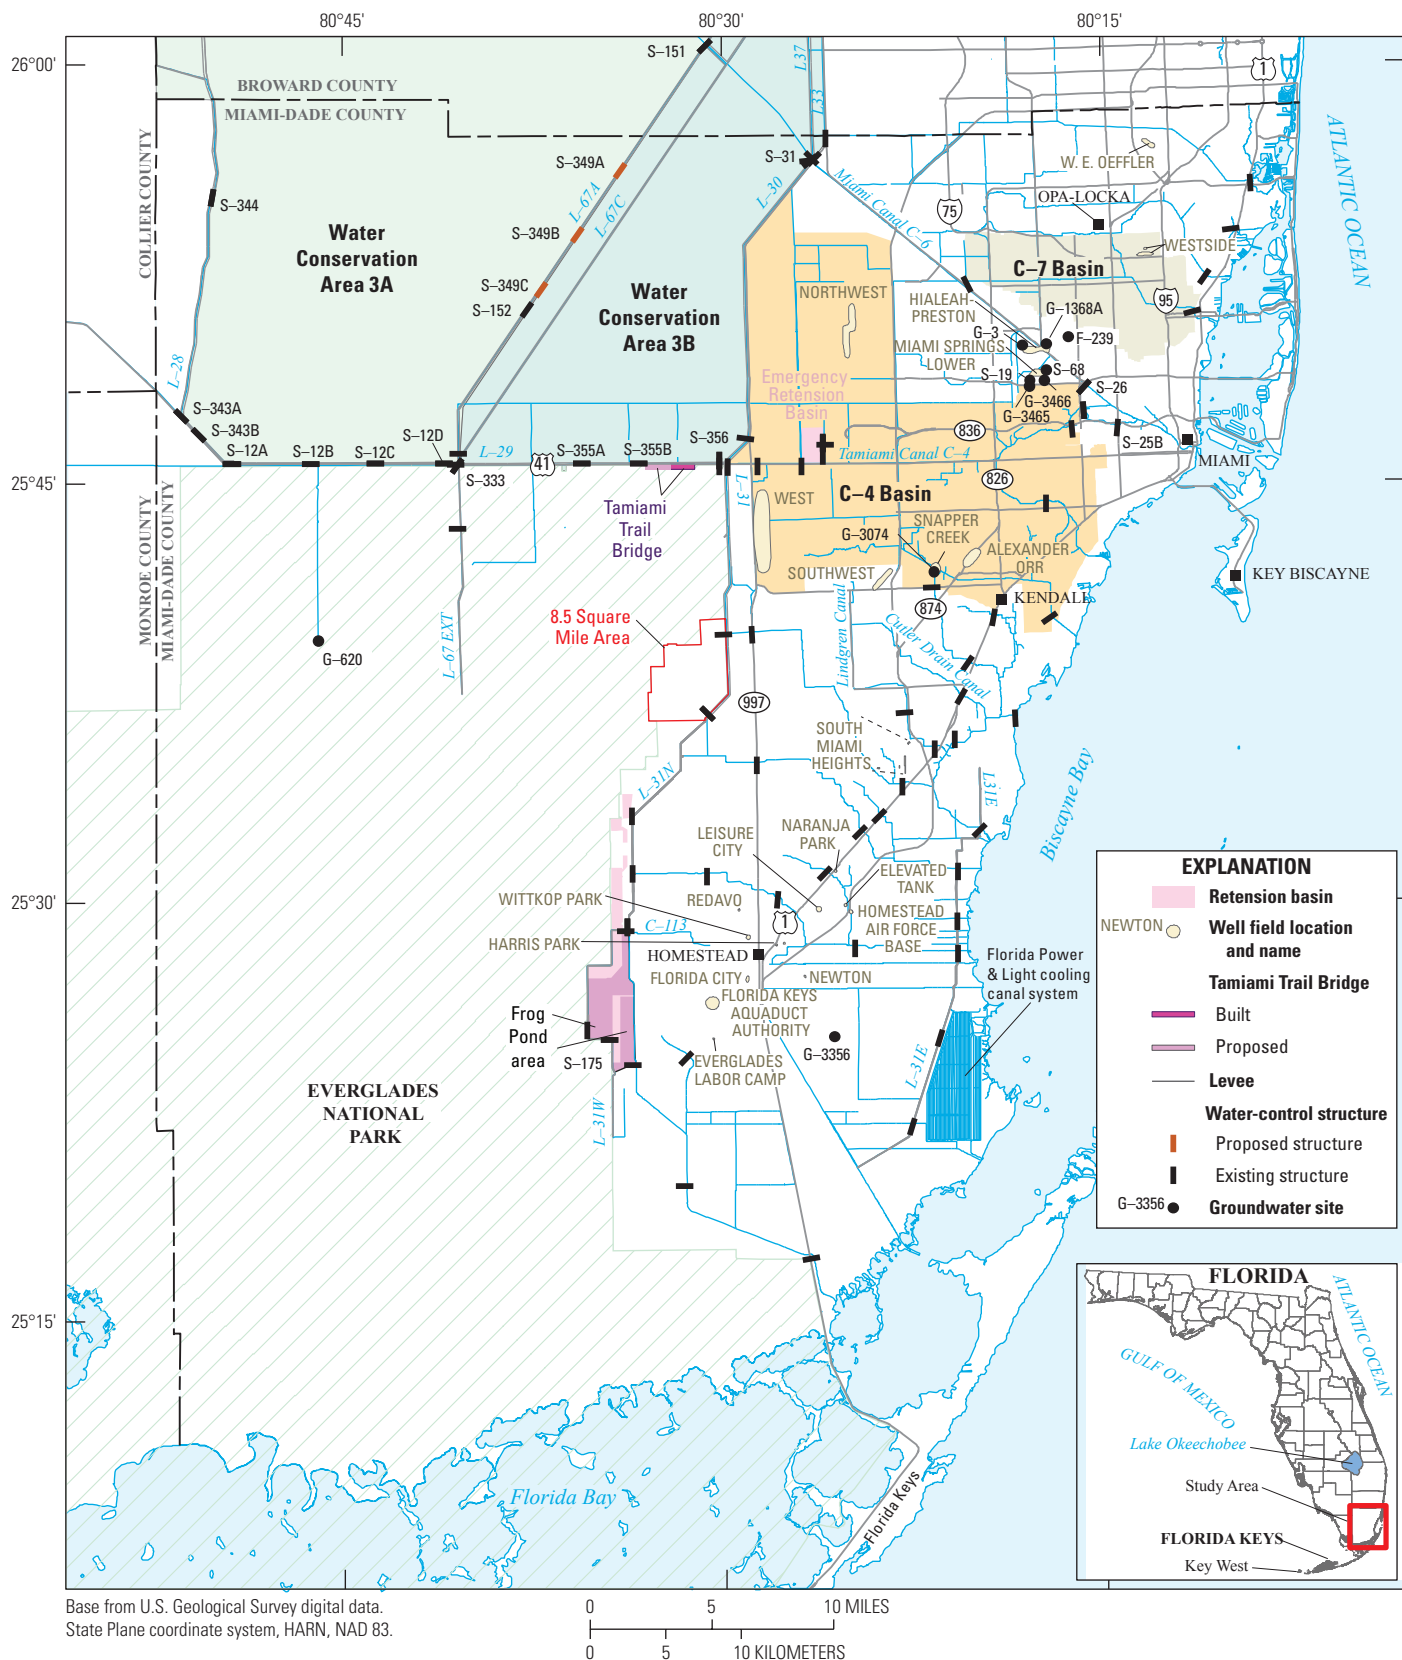 80°45'
80°30'
80°15'
26°00'
25°45'
25°30'
25°15'
BROWARD COUNTY
MIAMI-DADE COUNTY
COLLIER COUNTY
MONROE COUNTY
MIAMI-DADE COUNTY
S–151
L37
L33
1
ATLANTIC OCEAN
S–349A
S–31
W. E. OEFFLER
S–344
L–67A
L–67C
L–30
Miami Canal C–6
75
OPA-LOCKA
Water
Conservation
Area 3A
S–349B
WESTSIDE
C–7 Basin
S–349C
S–152
Water
Conservation
Area 3B
NORTHWEST
HIALEAH-
PRESTON
95
G–1368A
G–3
F–239
MIAMI SPRINGS
LOWER
L–28
Emergency
Retension
Basin
S–19
S–68
S–26
G–3466
G–3465
S–343A
S–343B
S–12A
S–12B
S–12C
S–12D
L–29
41
S–355A
S–355B
S–356
836
Tamiami Canal C–4
S–25B
MIAMI
S–333
L–31
826
Tamiami
Trail
Bridge
WEST
C–4 Basin
SNAPPER
CREEK
G–3074
ALEXANDER
ORR
SOUTHWEST
KEY BISCAYNE
KENDALE
874
8.5 Square
Mile Area
G–620
L–67 EXT
Lindgren Canal
Cutler Drain Canal
997
SOUTH
MIAMI
HEIGHTS
L–31N
L31E
Biscayne Bay
LEISURE
CITY
NARANJA
PARK
ELEVATED
TANK
WITTKOP PARK
REDAVO
1
HOMESTEAD
AIR FORCE
BASE
C–113
HARRIS PARK
HOMESTEAD
Florida Power
& Light cooling
canal system
FLORIDA CITY
NEWTON
FLORIDA KEYS
AQUADUCT
AUTHORITY
Frog
Pond
area
S–175
EVERGLADES
LABOR CAMP
G–3356
L–31E
L–31W
EVERGLADES
NATIONAL
PARK
Florida Bay
Florida Keys
EXPLANATION
Retension basin
NEWTON
Well field location
and name
Tamiami Trail Bridge
Built
Proposed
Levee
Water-control structure
Proposed structure
Existing structure
G–3356
Groundwater site
FLORIDA
ATLANTIC OCEAN
GULF OF MEXICO
Lake Okeechobee
Study Area
FLORIDA KEYS
Key West
Base from U.S. Geological Survey digital data.
State Plane coordinate system, HARN, NAD 83.
0 5 10 MILES
0 5 10 KILOMETERS